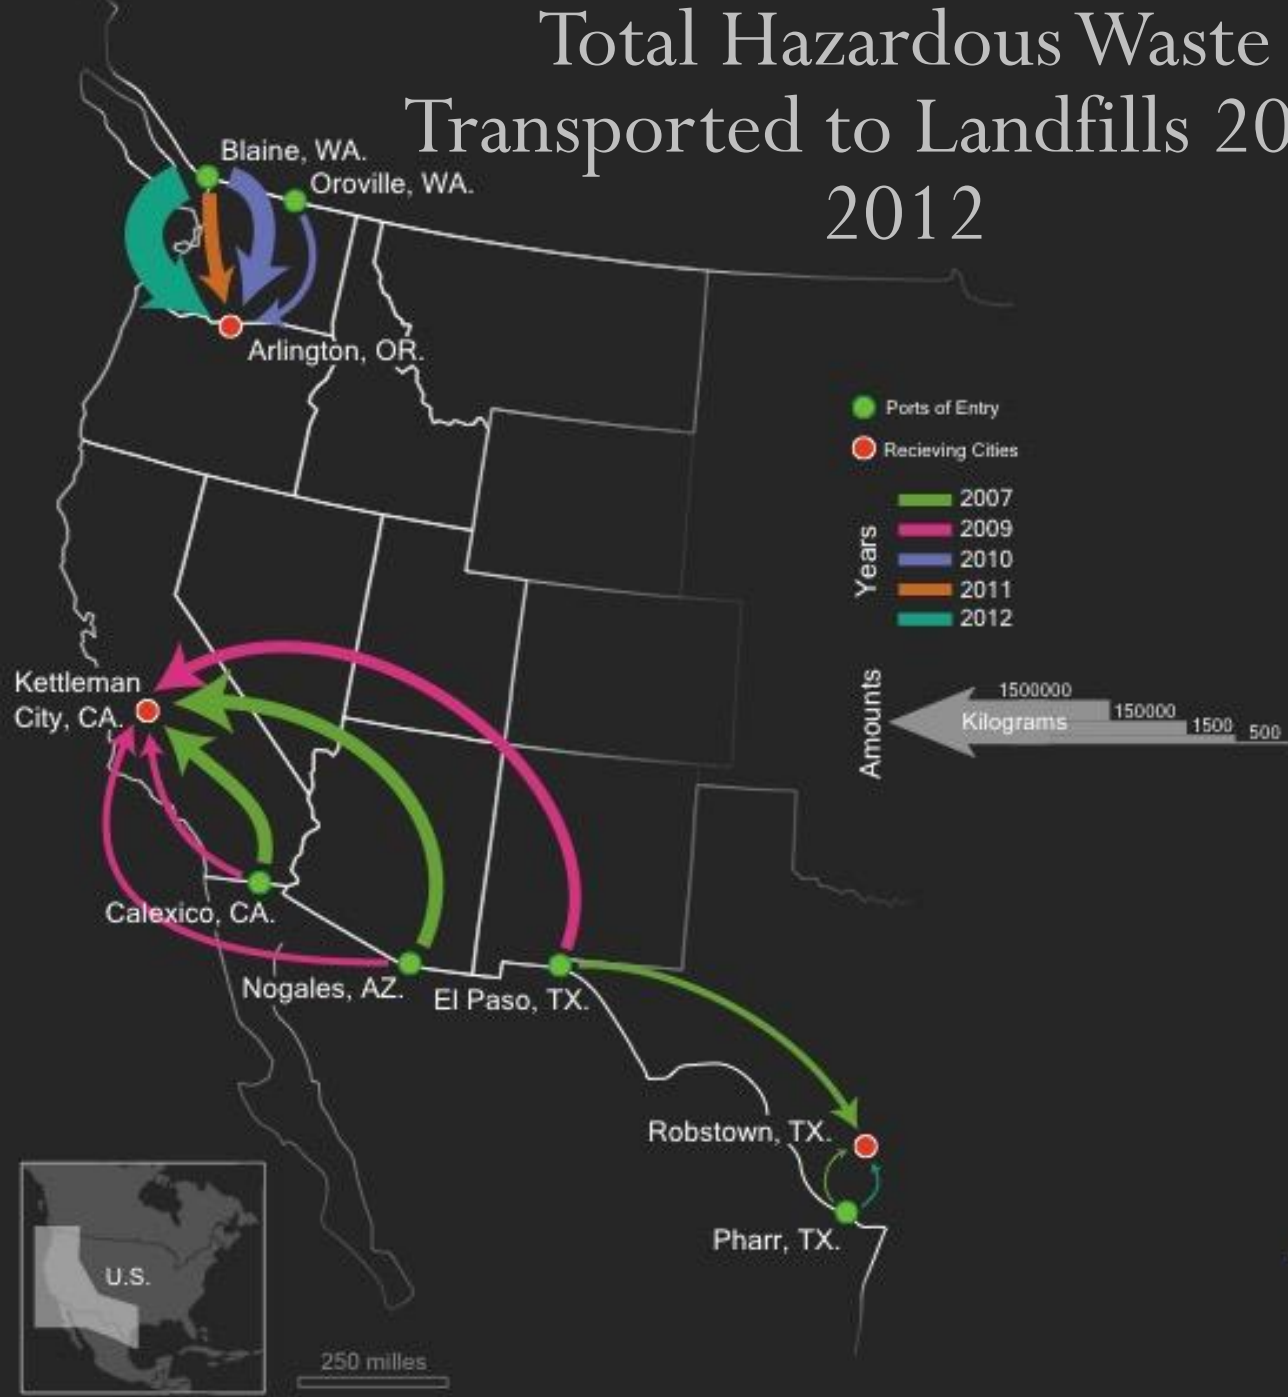 Total Hazardous Waste
Transported to Landfills 20
2012
Blaine, WA.
Oroville, WA.
Arlington, OR.
Ports of Entry
Recieving Cities
Years
2007
2009
2010
2011
2012
Kettleman
City, CA.
Amounts
1500000
150000
1500
500
Kilograms
Calexico, CA.
Nogales, AZ.
El Paso, TX.
Robstown, TX.
Pharr, TX.
U.S.
250 milles